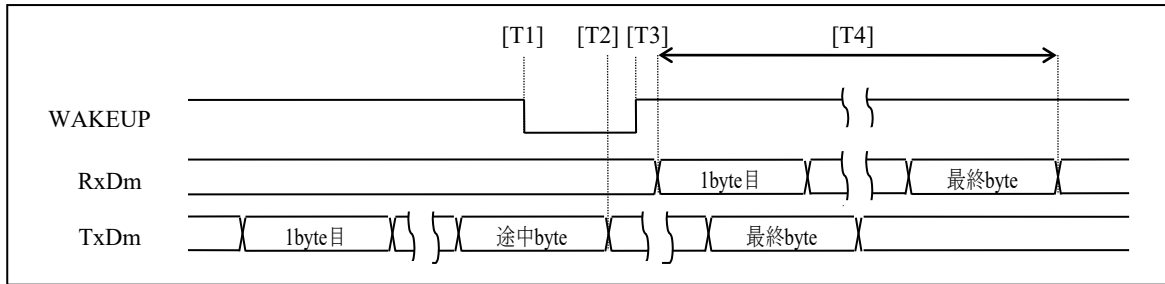 [T1] [T2] [T3] [T4]
WAKEUP
RxDm 1byte目 最終byte
TxDm 1byte目 途中byte 最終byte